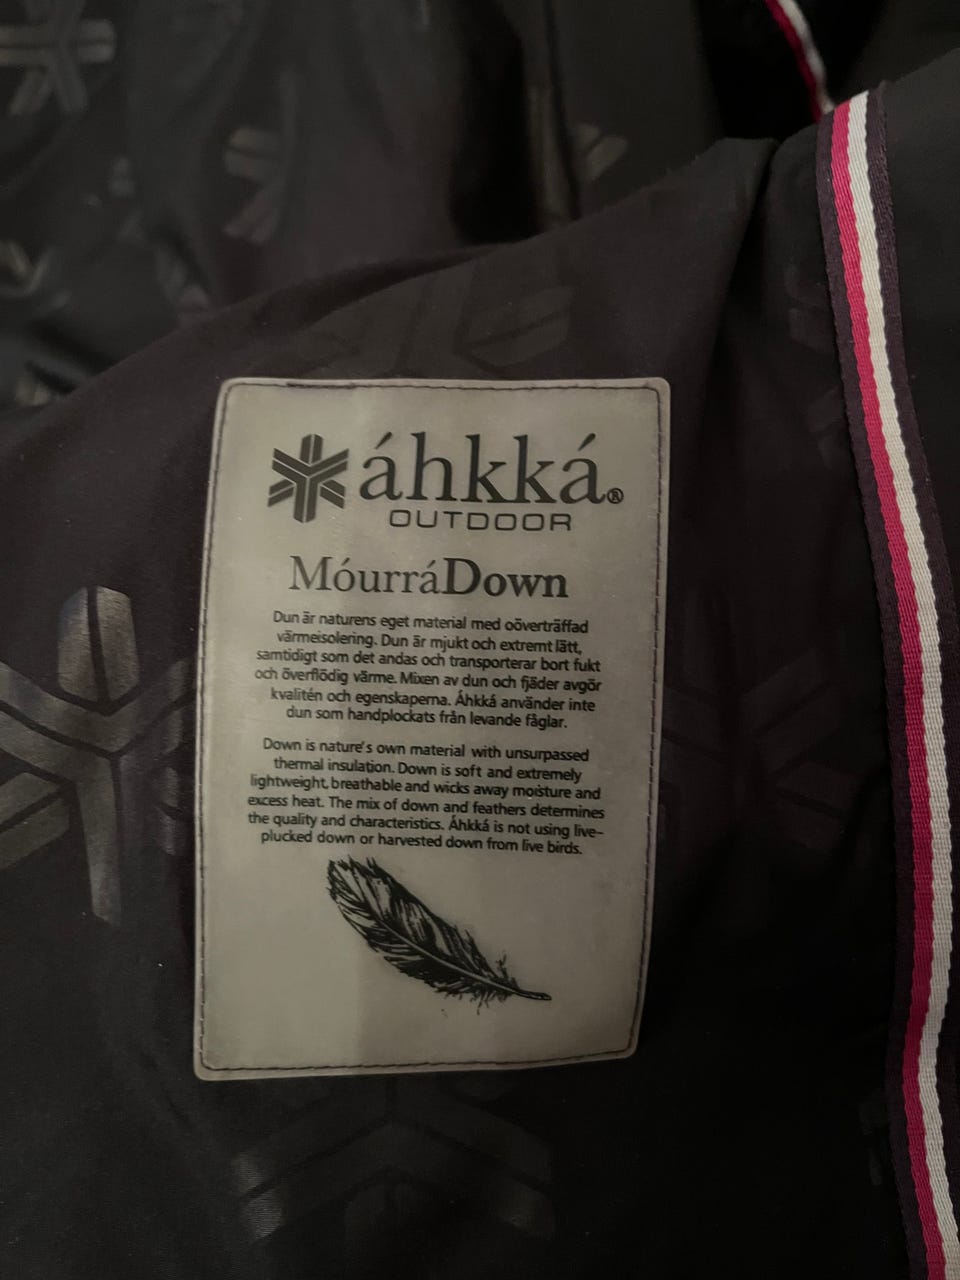 áhkká®
OUTDOOR
MóurráDown
Dun är naturens eget material med oöverträffad
värmeisolering. Dun är mjukt och extremt lätt,
samtidigt som det andas och transporterar bort fukt
och överflödig värme. Mixen av dun och fjäder avgör
kvalitén och egenskaperna. Áhkká använder inte
dun som handplockats från levande fåglar.
Down is nature's own material with unsurpassed
thermal insulation. Down is soft and extremely
lightweight, breathable and wicks away moisture and
excess heat. The mix of down and feathers determines
the quality and characteristics. Áhkká is not using live-
plucked down or harvested down from live birds.